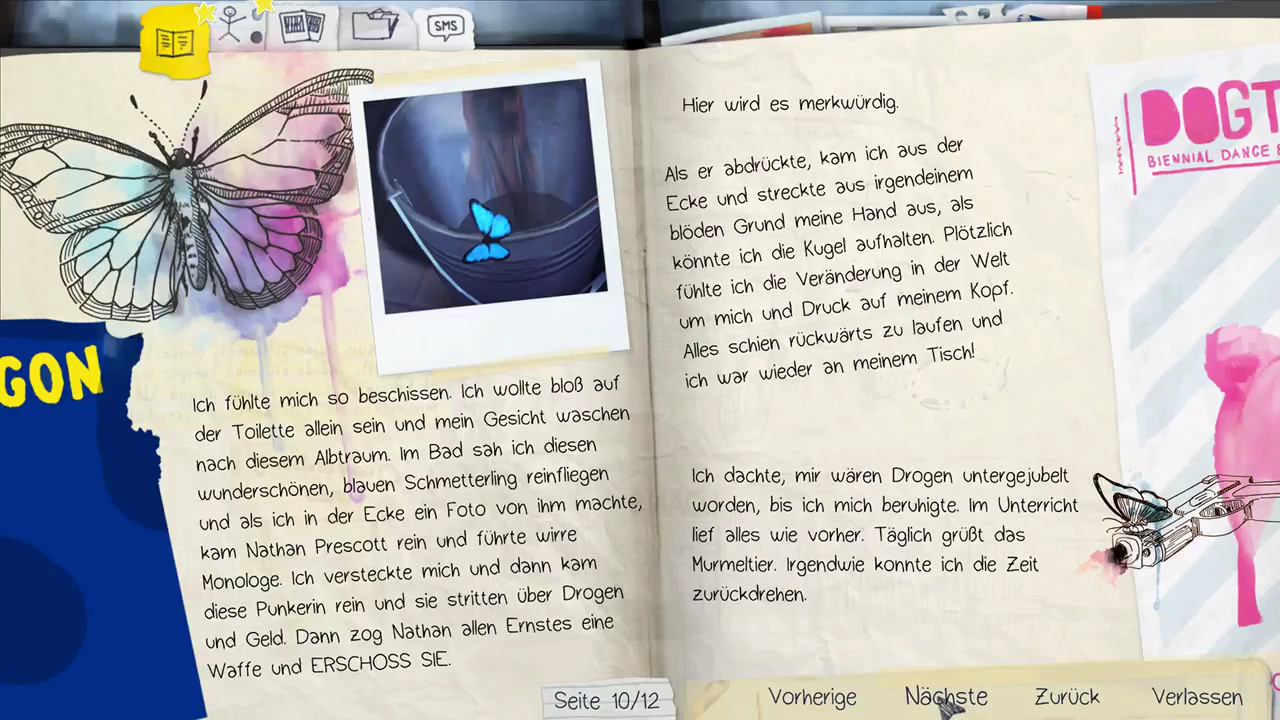 SMS
GON
Ich fühlte mich so beschissen. Ich wollte bloß auf
der Toilette allein sein und mein Gesicht waschen
nach diesem Albtraum. Im Bad sah ich diesen
wunderschönen, blauen Schmetterling reinfliegen
und als ich in der Ecke ein Foto von ihm machte,
kam Nathan Prescott rein und führte wirre
Monologe. Ich versteckte mich und dann kam
diese Punkerin rein und sie stritten über Drogen
und Geld. Dann zog Nathan allen Ernstes eine
Waffe und ERSCHOSS SIE.
Hier wird es merkwürdig.
Als er abdrückte, kam ich aus der
Ecke und streckte aus irgendeinem
blöden Grund meine Hand aus, als
könnte ich die Kugel aufhalten. Plötzlich
fühlte ich die Veränderung in der Welt
um mich und Druck auf meinem Kopf.
Alles schien rückwärts zu laufen und
ich war wieder an meinem Tisch!
Ich dachte, mir wären Drogen untergejubelt
worden, bis ich mich beruhigte. Im Unterricht
lief alles wie vorher. Täglich grüßt das
Murmeltier. Irgendwie konnte ich die Zeit
zurückdrehen.
DOGT
BIENNIAL DANCE &
Seite 10/12
Vorherige
Nächste
Zurück
Verlassen